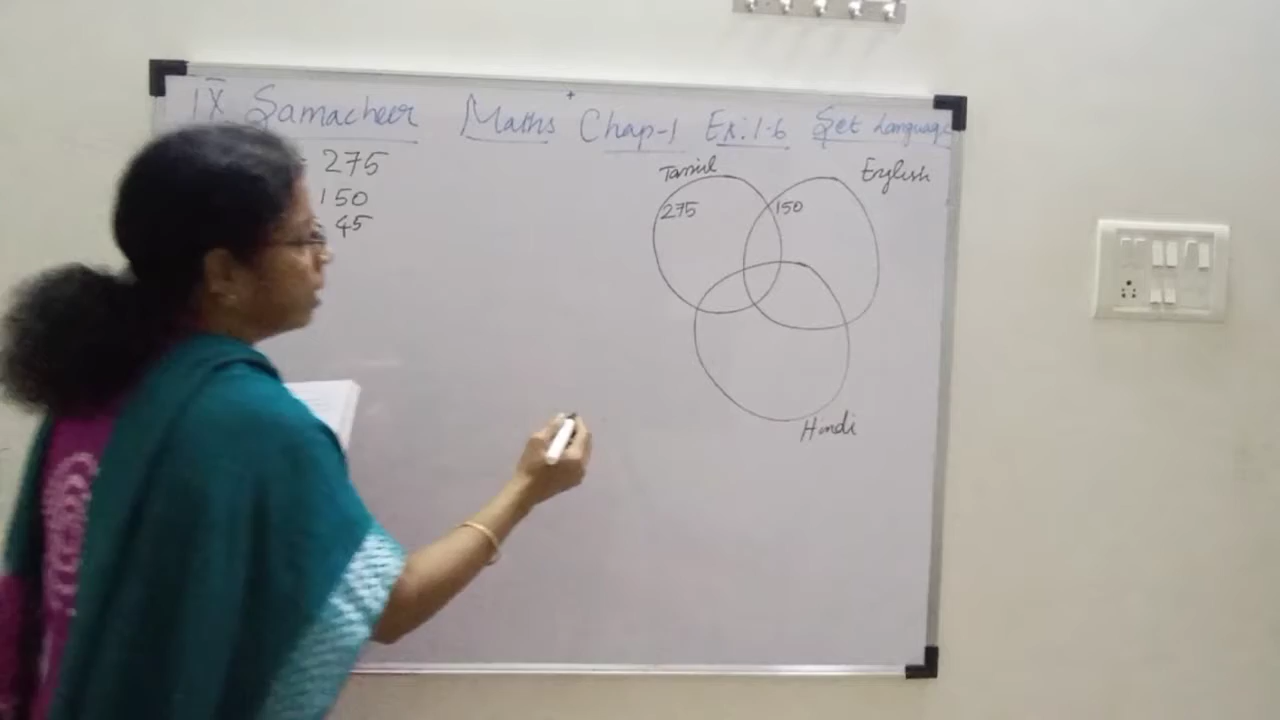 IX Samacheer Maths Chap-1 Ex: 1-6 Set Language
= 275
150
45
Tamil
English
275
150
Hindi